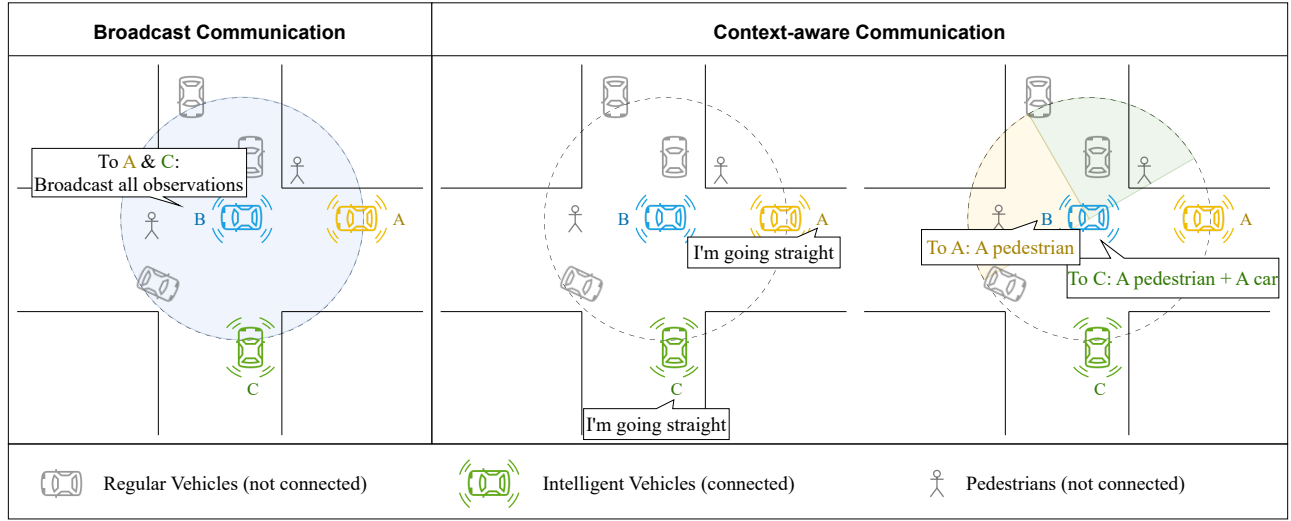 Broadcast Communication
Context-aware Communication
To A & C:
Broadcast all observations
B
A
C
B
A
I'm going straight
C
I'm going straight
B
A
To A: A pedestrian
To C: A pedestrian + A car
C
Regular Vehicles (not connected)
Intelligent Vehicles (connected)
Pedestrians (not connected)